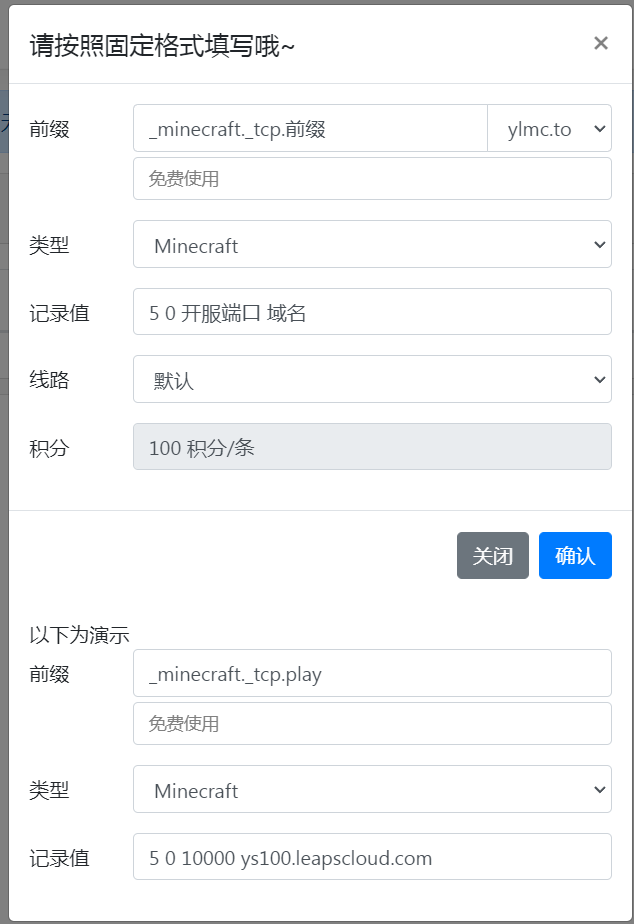 请按照固定格式填写哦~ ×
前缀 _minecraft._tcp.前缀 ylmc.to
免费使用
类型 Minecraft
记录值 5 0 开服端口 域名
线路 默认
积分 100 积分/条
关闭 确认
以下为演示
前缀 _minecraft._tcp.play
免费使用
类型 Minecraft
记录值 5 0 10000 ys100.leapscloud.com